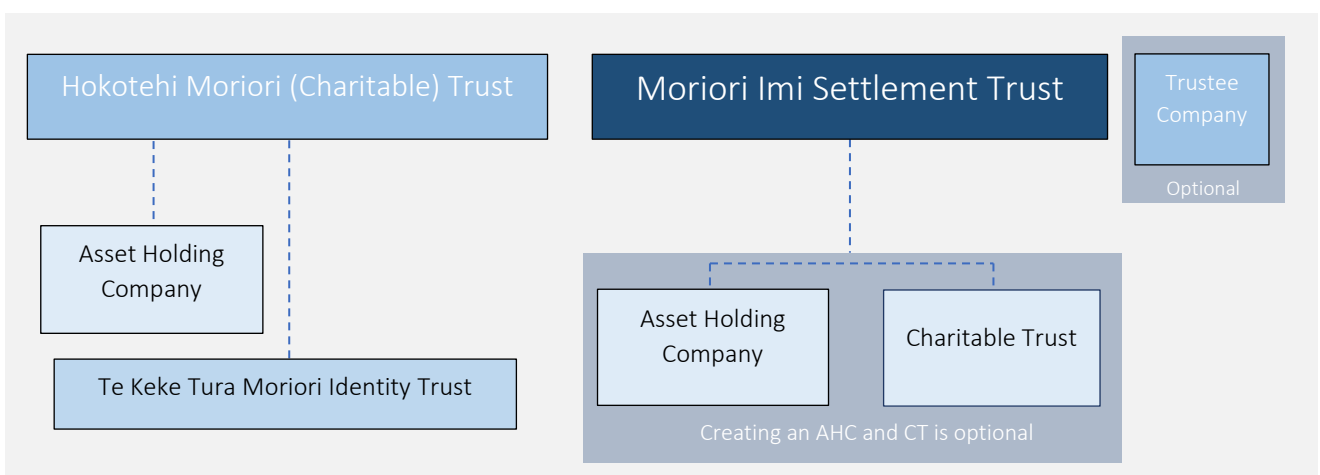 Hokotehi Moriori (Charitable) Trust
Asset Holding
Company
Te Keke Tura Moriori Identity Trust
Moriori Imi Settlement Trust
Asset Holding
Company
Charitable Trust
Creating an AHC and CT is optional
Trustee
Company
Optional